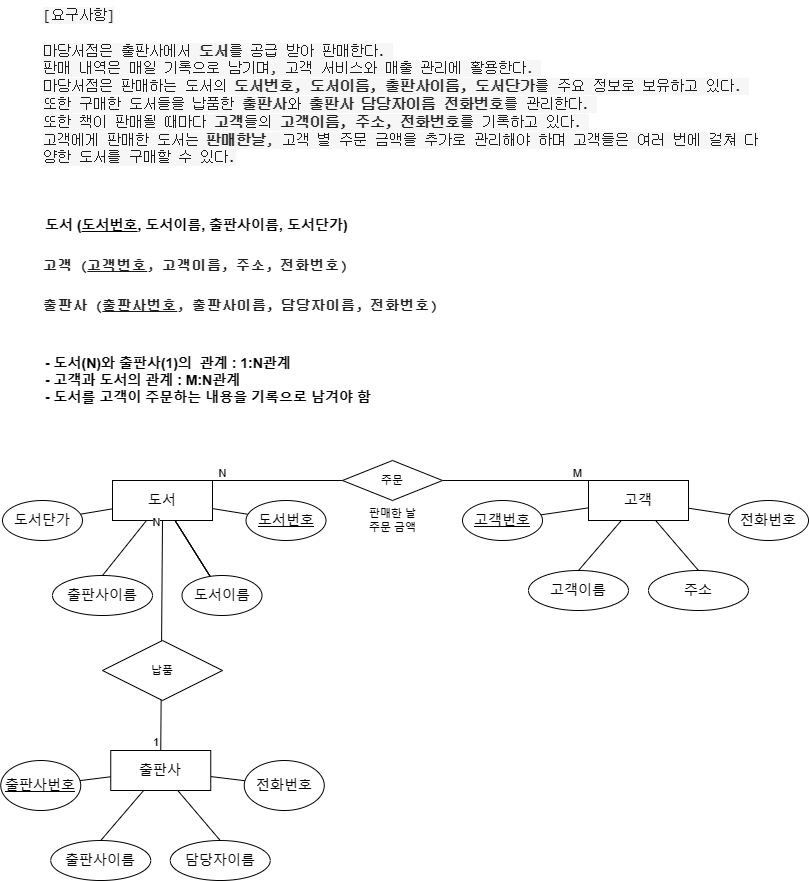 [요구사항]
마당서점은 출판사에서 도서를 공급 받아 판매한다.
판매 내역은 매일 기록으로 남기며, 고객 서비스와 매출 관리에 활용한다.
마당서점은 판매하는 도서의 도서번호, 도서이름, 출판사이름, 도서단가를 주요 정보로 보유하고 있다.
또한 구매한 도서들을 납품한 출판사와 출판사 담당자이름 전화번호를 관리한다.
또한 책이 판매될 때마다 고객들의 고객이름, 주소, 전화번호를 기록하고 있다.
고객에게 판매한 도서는 판매한날, 고객 별 주문 금액을 추가로 관리해야 하며 고객들은 여러 번에 걸쳐 다
양한 도서를 구매할 수 있다.
도서 (도서번호, 도서이름, 출판사이름, 도서단가)
고객 (고객번호, 고객이름, 주소, 전화번호)
출판사 (출판사번호, 출판사이름, 담당자이름, 전화번호)
- 도서(N)와 출판사(1)의 관계 : 1:N관계
- 고객과 도서의 관계 : M:N관계
- 도서를 고객이 주문하는 내용을 기록으로 남겨야 함
N
M
도서
주문
고객
도서단가
N
도서번호
판매한 날
주문 금액
고객번호
전화번호
출판사이름
도서이름
고객이름
주소
납품
1
출판사
출판사번호
전화번호
출판사이름
담당자이름